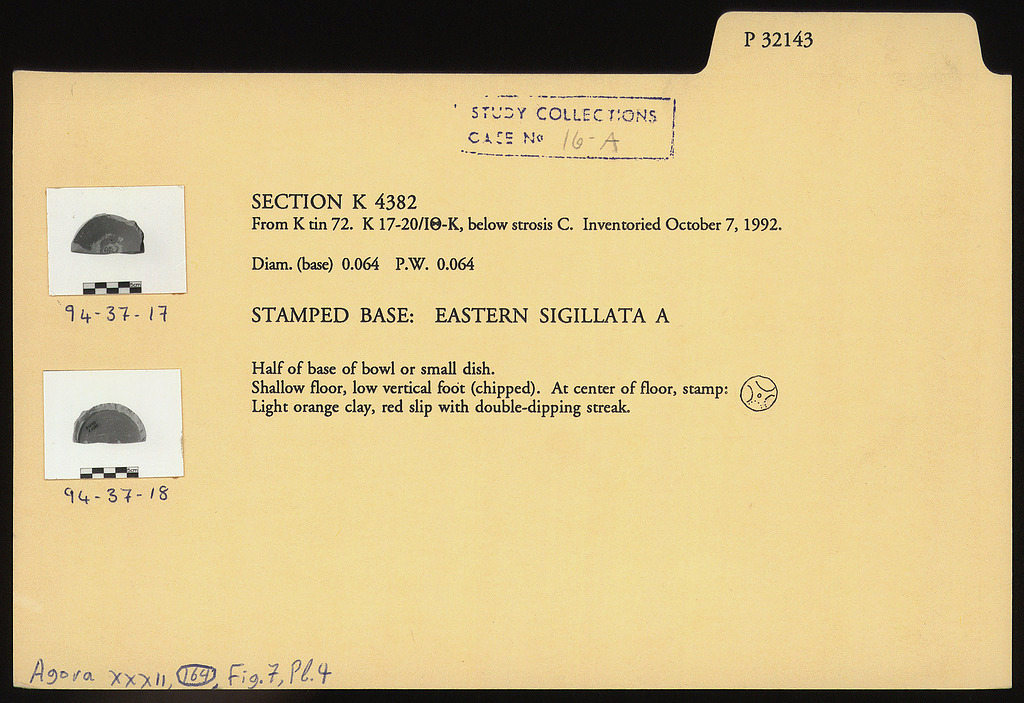 P 32143
STUDY COLLECTIONS
CASE No 16-A
SECTION K 4382
From K tin 72. K 17-20/ΙΘ-Κ, below strosis C. Inventoried October 7, 1992.
Diam. (base) 0.064 P.W. 0.064
94-37-17
STAMPED BASE: EASTERN SIGILLATA A
Half of base of bowl or small dish.
Shallow floor, low vertical foot (chipped). At center of floor, stamp:
Light orange clay, red slip with double-dipping streak.
94-37-18
Agora XXXII, 164, Fig. 7, Pl. 4